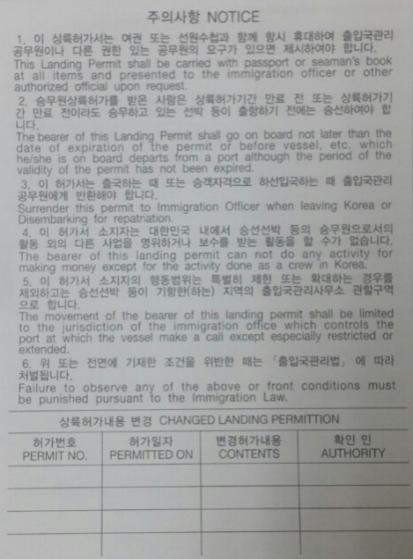 주의사항 NOTICE
1. 이 상륙허가서는 여권 또는 선원수첩과 함께 항시 휴대하여 출입국관리
공무원이나 다른 권한 있는 공무원의 요구가 있으면 제시하여야 합니다.
This Landing Permit shall be carried with passport or seaman's book
at all items and presented to the immigration officer or other
authorized official upon request.
2. 승무원상륙허가를 받은 사람은 상륙허가기간 만료 전 또는 상륙허가기
간 만료 전이라도 승무하고 있는 선박 등이 출항하기 전에는 승선하여야 합
니다.
The bearer of this Landing Permit shall go on board not later than the
date of expiration of the permit or before vessel, etc. which
he/she is on board departs from a port although the period of the
validity of the permit has not been expired.
3. 이 허가서는 출국하는 때 또는 승객자격으로 하선입국하는 때 출입국관리
공무원에게 반환해야 합니다.
Surrender this permit to Immigration Officer when leaving Korea or
Disembarking for repatriation.
4. 이 허가서 소지자는 대한민국 내에서 승선선박 등의 승무원으로서의
활동 외의 다른 사업을 영위하거나 보수를 받는 활동을 할 수가 없습니다.
The bearer of this landing permit can not do any activity for
making money except for the activity done as a crew in Korea.
5. 이 허가서 소지자의 행동범위는 특별히 제한 또는 확대하는 경우를
제외하고는 승선선박 등이 기항한(하는) 지역의 출입국관리사무소 관할구역
으로 합니다.
The movement of the bearer of this landing permit shall be limited
to the jurisdiction of the immigration office which controls the
port at which the vessel make a call except especially restricted or
extended.
6. 위 또는 전면에 기재한 조건을 위반한 때는 「출입국관리법」에 따라
처벌됩니다.
Failure to observe any of the above or front conditions must
be punished pursuant to the Immigration Law.
상륙허가내용 변경 CHANGED LANDING PERMITTION
허가번호 허가일자 변경허가내용 확인 인
PERMIT NO. PERMITTED ON CONTENTS AUTHORITY